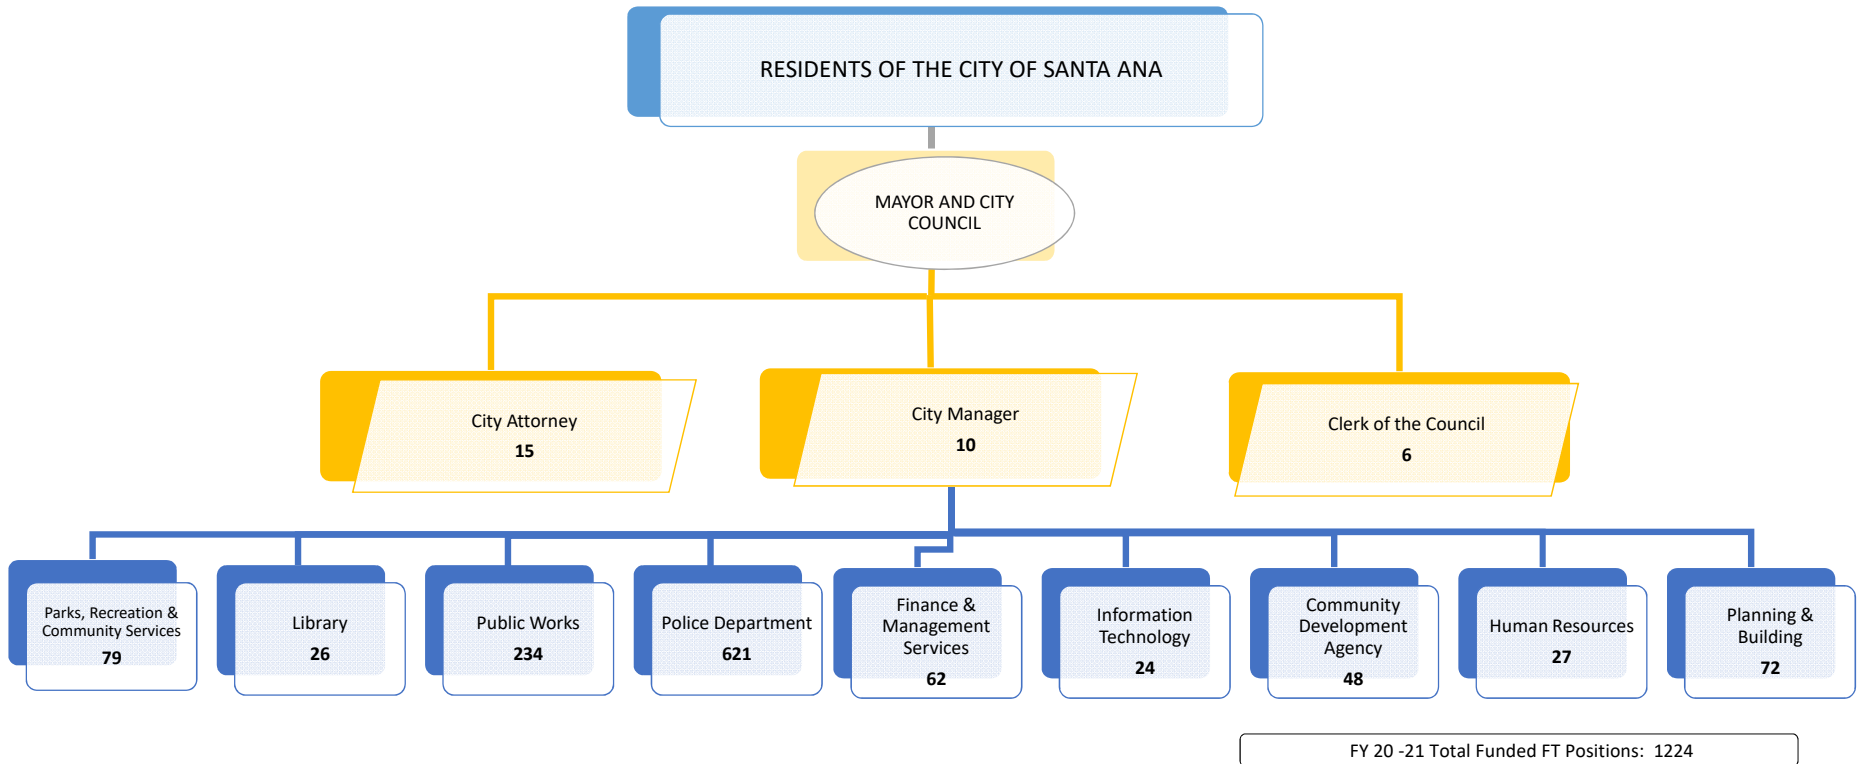 RESIDENTS OF THE CITY OF SANTA ANA
MAYOR AND CITY
COUNCIL
City Attorney
15
City Manager
10
Clerk of the Council
6
Parks, Recreation &
Community Services
79
Library
26
Public Works
234
Police Department
621
Finance &
Management
Services
62
Information
Technology
24
Community
Development
Agency
48
Human Resources
27
Planning &
Building
72
FY 20 -21 Total Funded FT Positions: 1224